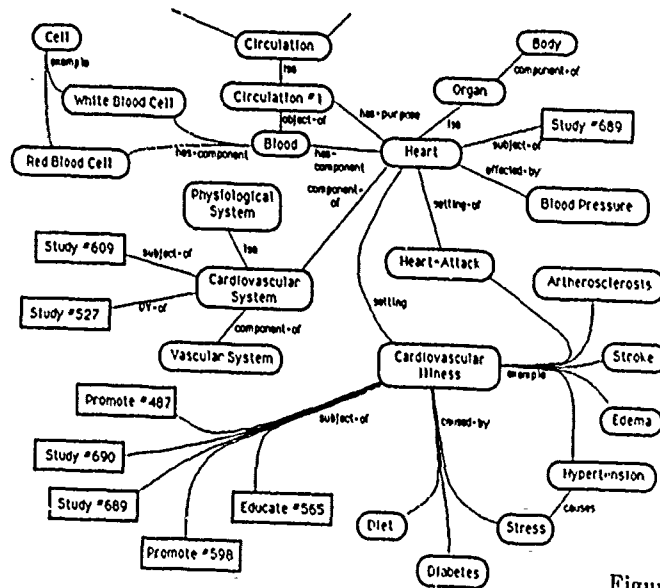 Cell
Circulation
Body
example
isa
component-of
White Blood Cell
Circulation #1
Organ
object-of
has-purpose
isa
Study #689
Red Blood Cell
has-component
Blood
has-
component
Heart
subject-of
effected-by
component-
of
Physiological
System
setting-of
Blood Pressure
Study #609
subject-of
isa
Heart-Attack
Artherosclerosis
Cardiovascular
System
Study #527
DV-of
setting
component-of
Vascular System
Cardiovascular
Illness
example
Stroke
Promote #487
subject-of
caused-by
Edema
Study #690
Hypertension
Study #689
Educate #565
causes
Diet
Stress
Promote #598
Diabetes
Figu